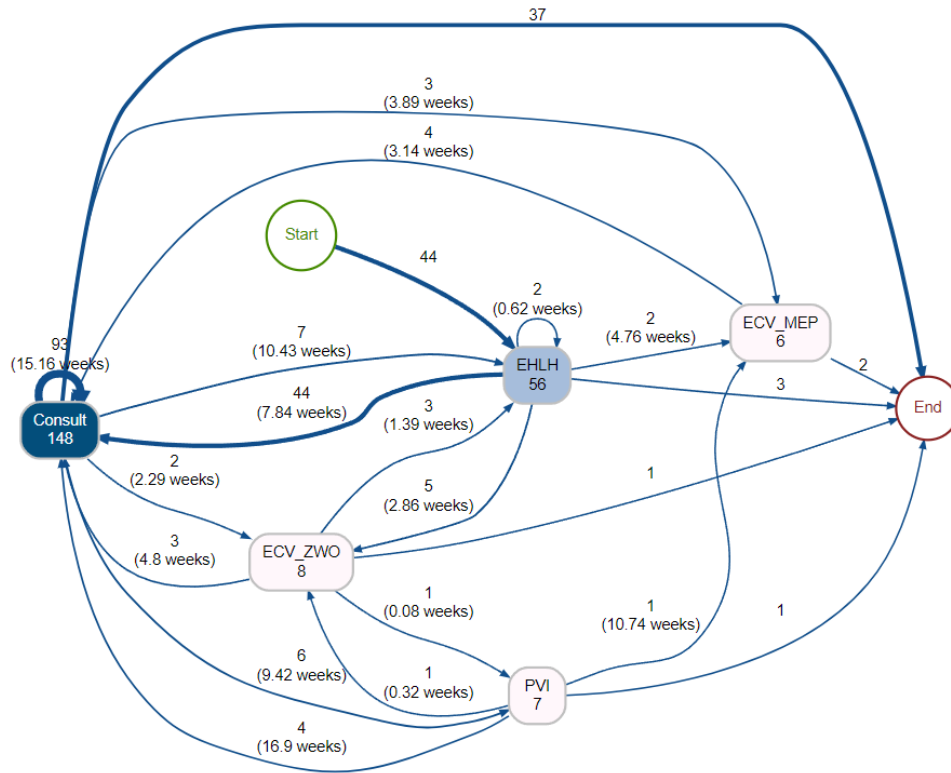 37
3
(3.89 weeks)
4
(3.14 weeks)
Start
44
2
(0.62 weeks)
2
(4.76 weeks)
ECV_MEP
6
93
(15.16 weeks)
7
(10.43 weeks)
EHLH
56
2
3
End
Consult
148
44
(7.84 weeks)
3
(1.39 weeks)
2
(2.29 weeks)
5
(2.86 weeks)
1
3
(4.8 weeks)
ECV_ZWO
8
1
(0.08 weeks)
1
(10.74 weeks)
1
6
(9.42 weeks)
1
(0.32 weeks)
PVI
7
4
(16.9 weeks)